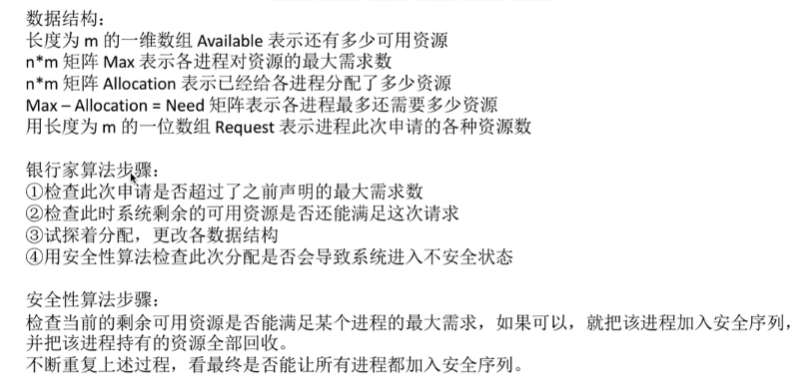 数据结构：
长度为 m 的一维数组 Available 表示还有多少可用资源
n*m 矩阵 Max 表示各进程对资源的最大需求数
n*m 矩阵 Allocation 表示已经给各进程分配了多少资源
Max – Allocation = Need 矩阵表示各进程最多还需要多少资源
用长度为 m 的一位数组 Request 表示进程此次申请的各种资源数
银行家算法步骤：
①检查此次申请是否超过了之前声明的最大需求数
②检查此时系统剩余的可用资源是否还能满足这次请求
③试探着分配，更改各数据结构
④用安全性算法检查此次分配是否会导致系统进入不安全状态
安全性算法步骤：
检查当前的剩余可用资源是否能满足某个进程的最大需求，如果可以，就把该进程加入安全序列，
并把该进程持有的资源全部回收。
不断重复上述过程，看最终是否能让所有进程都加入安全序列。